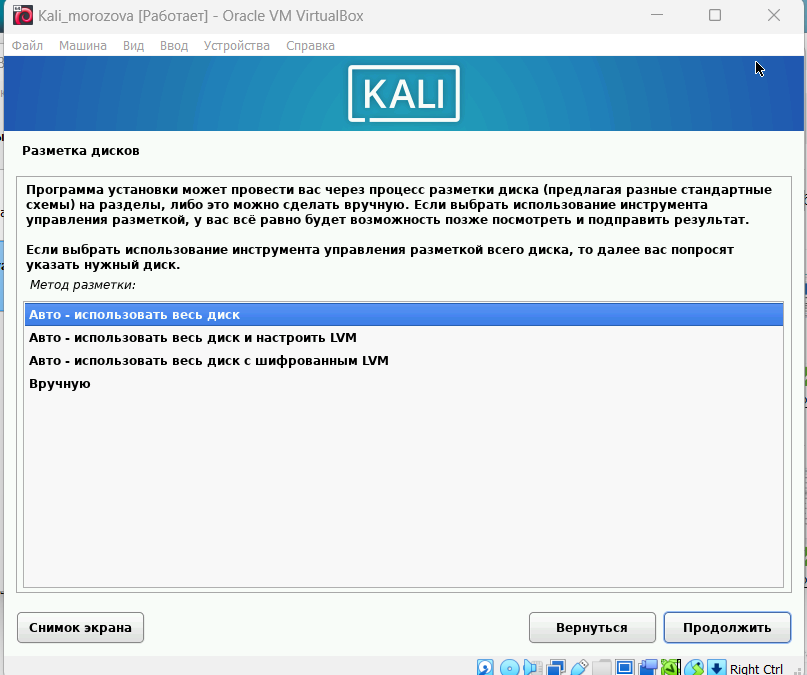 Kali_morozova [Работает] - Oracle VM VirtualBox
Файл Машина Вид Ввод Устройства Справка
KALI
Разметка дисков
Программа установки может провести вас через процесс разметки диска (предлагая разные стандартные
схемы) на разделы, либо это можно сделать вручную. Если выбрать использование инструмента
управления разметкой, у вас всё равно будет возможность позже посмотреть и подправить результат.
Если выбрать использование инструмента управления разметкой всего диска, то далее вас попросят
указать нужный диск.
Метод разметки:
Авто - использовать весь диск
Авто - использовать весь диск и настроить LVM
Авто - использовать весь диск с шифрованным LVM
Вручную
Снимок экрана Вернуться Продолжить
Right Ctrl